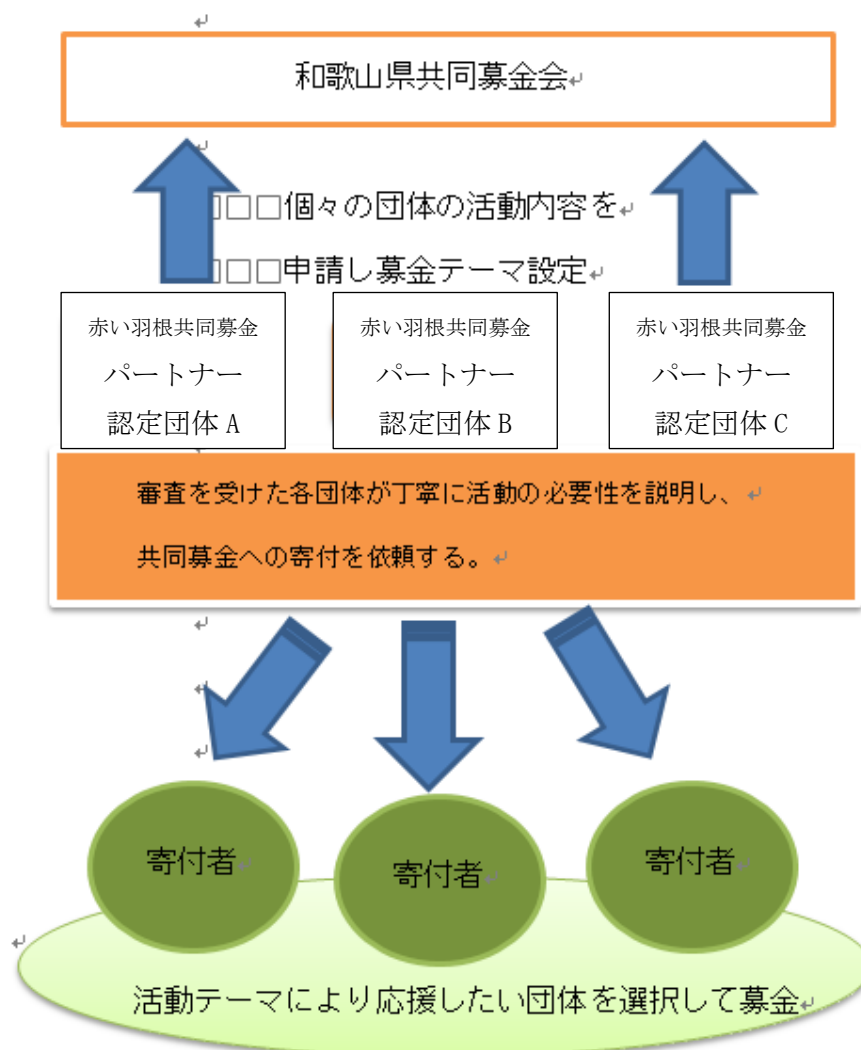 和歌山県共同募金会
□□□個々の団体の活動内容を
□□□申請し募金テーマ設定
赤い羽根共同募金
パートナー
認定団体 A
赤い羽根共同募金
パートナー
認定団体 B
赤い羽根共同募金
パートナー
認定団体 C
審査を受けた各団体が丁寧に活動の必要性を説明し、
共同募金への寄付を依頼する。
寄付者
寄付者
寄付者
活動テーマにより応援したい団体を選択して募金